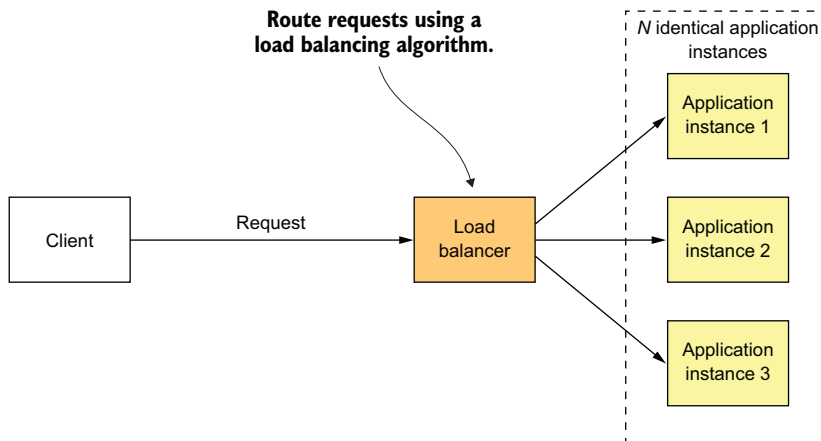 Route requests using a
load balancing algorithm.
N identical application
instances
Application
instance 1
Client
Request
Load
balancer
Application
instance 2
Application
instance 3